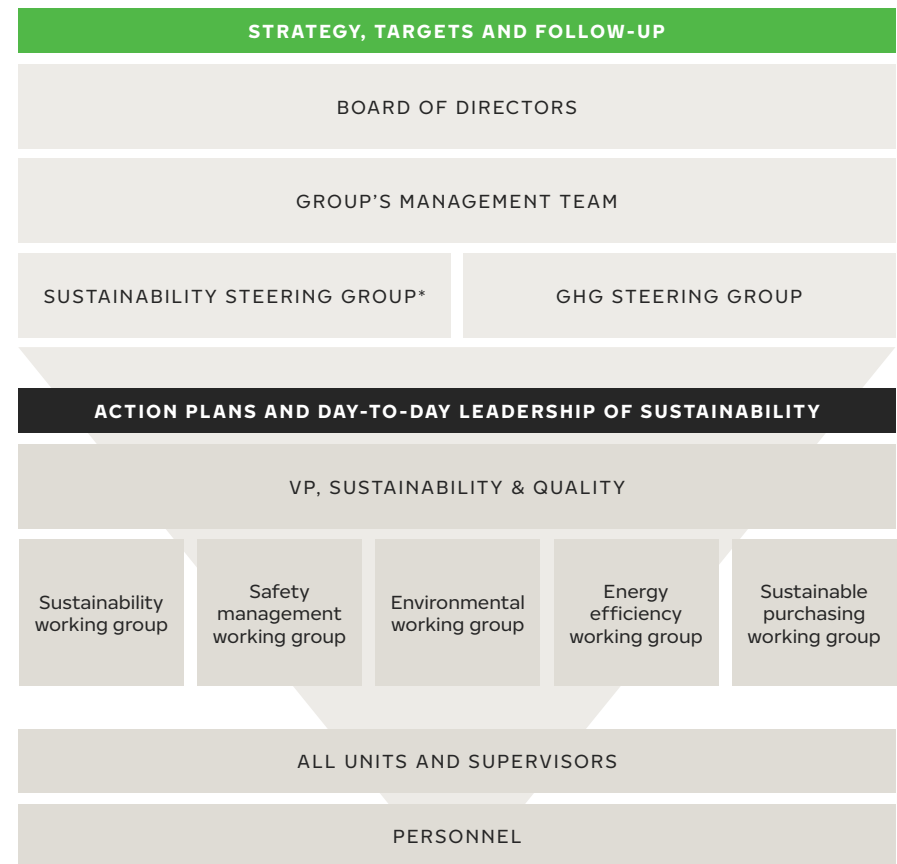 STRATEGY, TARGETS AND FOLLOW-UP
BOARD OF DIRECTORS
GROUP’S MANAGEMENT TEAM
SUSTAINABILITY STEERING GROUP*
GHG STEERING GROUP
ACTION PLANS AND DAY-TO-DAY LEADERSHIP OF SUSTAINABILITY
VP, SUSTAINABILITY & QUALITY
Sustainability
working group
Safety
management
working group
Environmental
working group
Energy
efficiency
working group
Sustainable
purchasing
working group
ALL UNITS AND SUPERVISORS
PERSONNEL